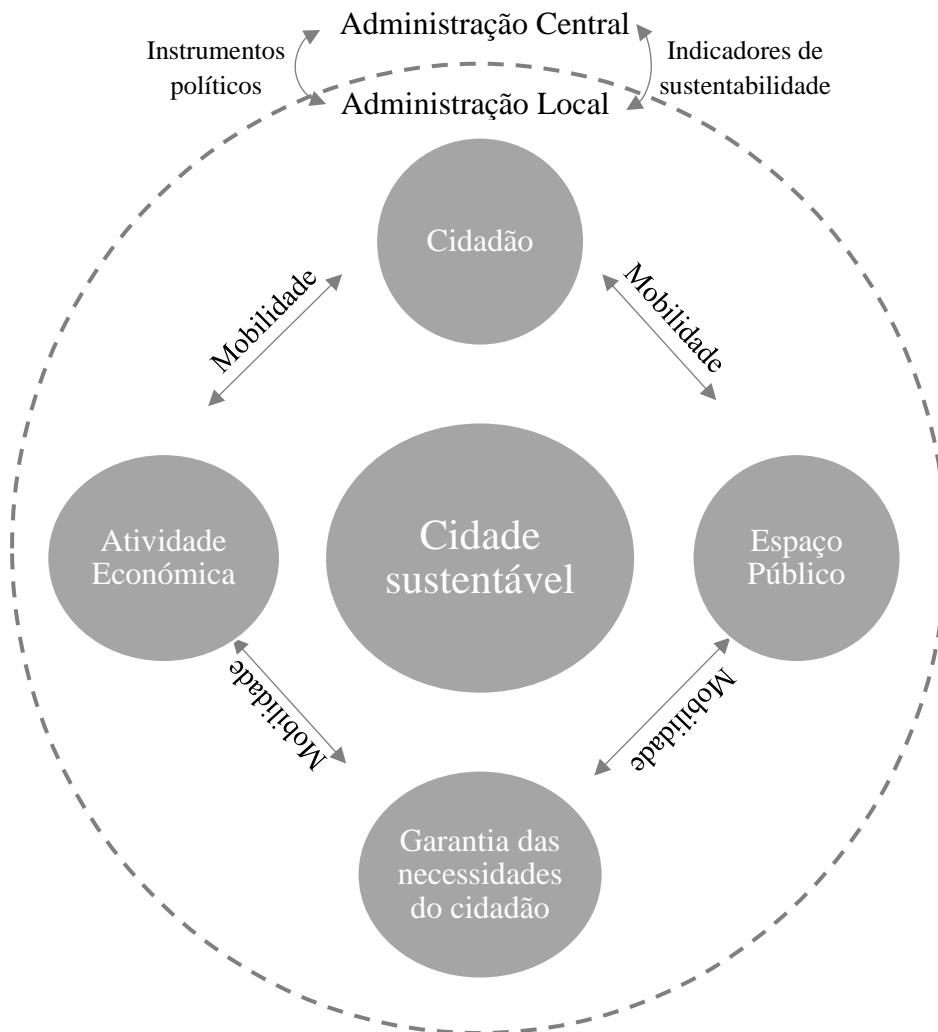 Administração Central
Instrumentos
políticos
Indicadores de
sustentabilidade
Administração Local
Cidadão
Mobilidade
Mobilidade
Atividade
Económica
Cidade
sustentável
Espaço
Público
Mobilidade
Mobilidade
Garantia das
necessidades
do cidadão